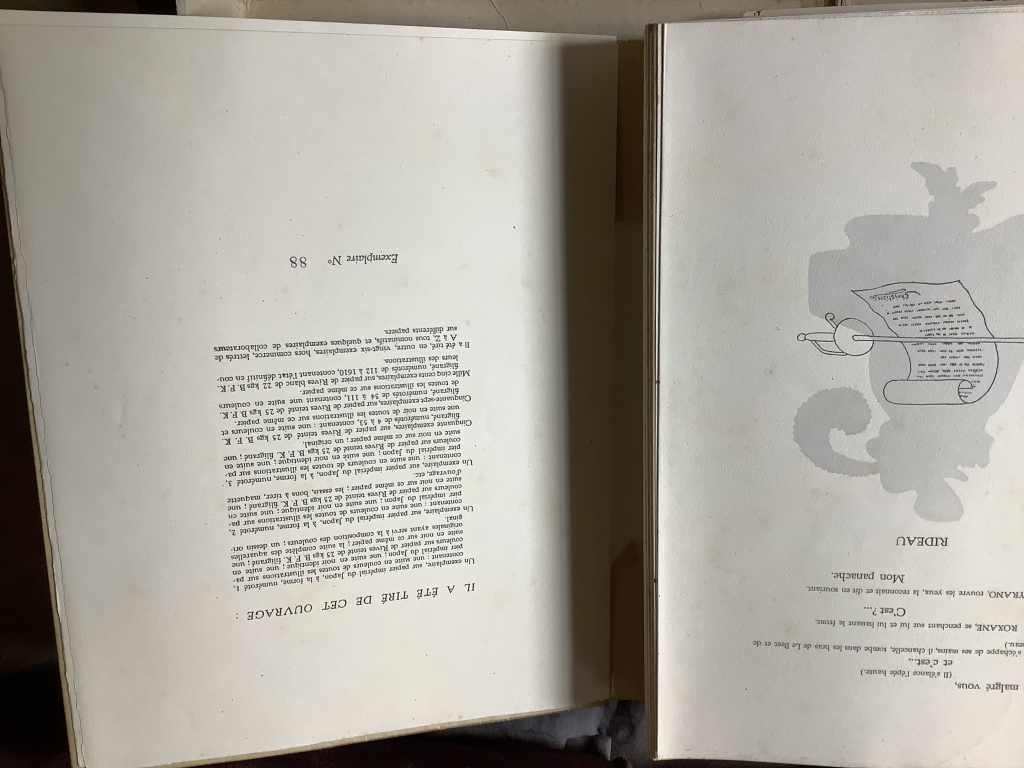 malgré vous,
(Il s'élance l'épée haute.)
et c'est...
s'échappe de ses mains, il chancelle, tombe dans les bras de Le Bret et de
eau.)
ROXANE, se penchant sur lui et lui baisant le front.
C'est ?...
YRANO, rouvre les yeux, la reconnaît et dit en souriant.
Mon panache.
RIDEAU
IL A ÉTÉ TIRÉ DE CET OUVRAGE :
Un exemplaire, sur papier impérial du Japon, à la forme, numéroté 1,
contenant : une suite en couleurs de toutes les illustrations sur pa-
pier impérial du Japon; une suite en noir identique; une suite en
couleurs sur papier de Rives teinté de 25 kgs B. F. K. filigrané; une
suite en noir sur ce même papier; la suite complète des aquarelles
originales ayant servi à la composition des couleurs; un dessin ori-
ginal.
Un exemplaire, sur papier impérial du Japon, à la forme, numéroté 2,
contenant : une suite en couleurs de toutes les illustrations sur pa-
pier impérial du Japon; une suite en noir identique; une suite en
couleurs sur papier de Rives teinté de 25 kgs B. F. K. filigrané; une
suite en noir sur ce même papier; les essais, bons à tirer, maquette
d'ouvrage, etc.
Un exemplaire, sur papier impérial du Japon, à la forme, numéroté 3,
contenant : une suite en couleurs de toutes les illustrations sur pa-
pier impérial du Japon; une suite en noir identique; une suite en
couleurs sur papier de Rives teinté de 25 kgs B. F. K. filigrané; une
suite en noir sur ce même papier; un original.
Cinquante exemplaires, sur papier de Rives teinté de 25 kgs B. F. K.
filigrané, numérotés de 4 à 53, contenant : une suite en couleurs et
une suite en noir de toutes les illustrations sur ce même papier.
Cinquante-sept exemplaires, sur papier de Rives teinté de 25 kgs B. F. K.
filigrané, numérotés de 54 à 111, contenant une suite en couleurs
de toutes les illustrations sur ce même papier.
Mille cinq cents exemplaires, sur papier de Rives blanc de 22 kgs B. F. K.
filigrané, numérotés de 112 à 1610, contenant l'état définitif en cou-
leurs des illustrations.
Il a été tiré, en outre, vingt-six exemplaires, hors commerce, lettrés de
A à Z, tous nominatifs, et quelques exemplaires de collaborateurs
sur différents papiers.
Exemplaire N° 88